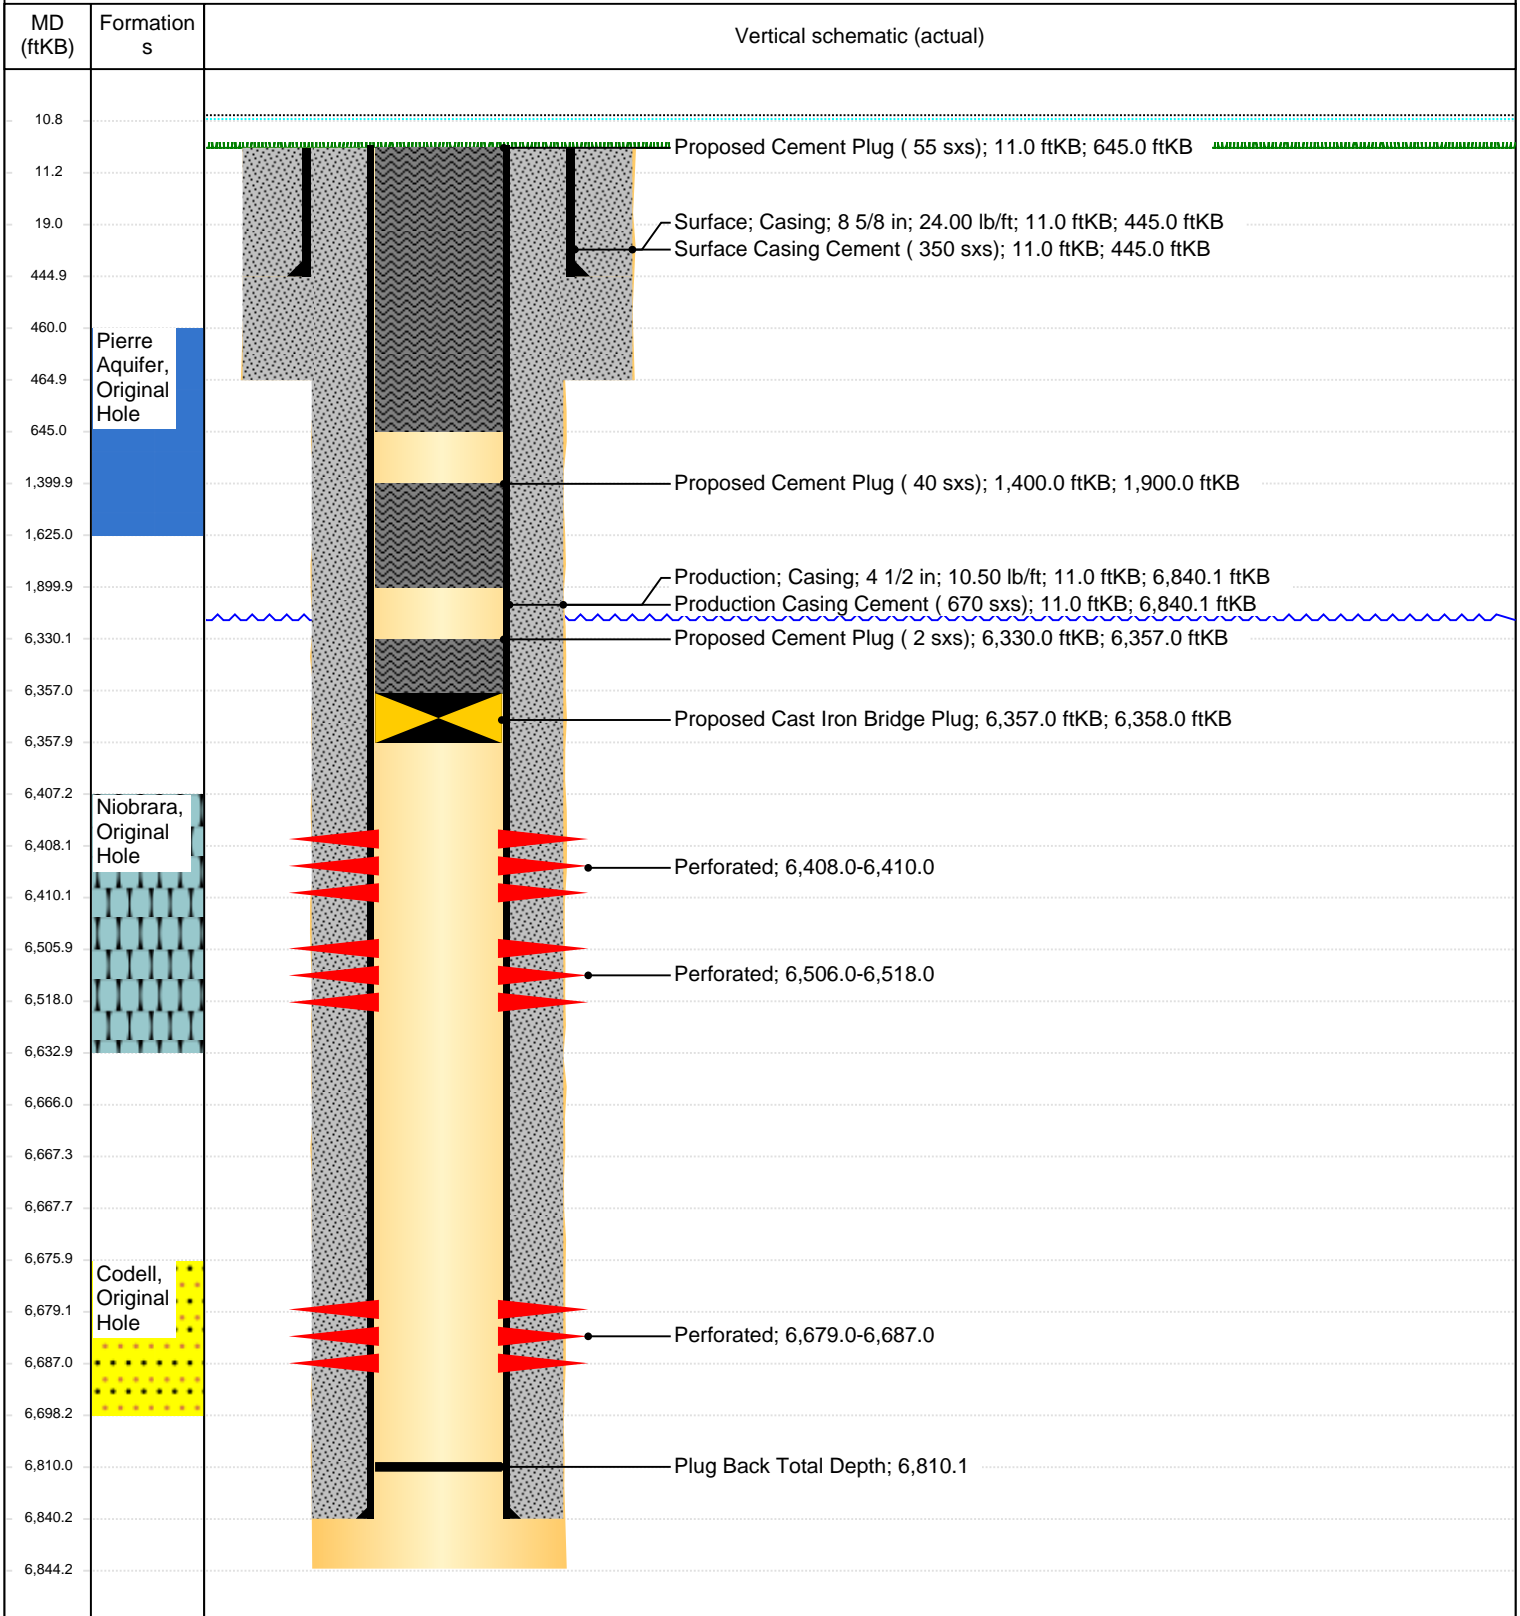 MD
(ftKB)
Formation
s
Vertical schematic (actual)
10.8
Proposed Cement Plug ( 55 sxs); 11.0 ftKB; 645.0 ftKB
11.2
19.0
Surface; Casing; 8 5/8 in; 24.00 lb/ft; 11.0 ftKB; 445.0 ftKB
Surface Casing Cement ( 350 sxs); 11.0 ftKB; 445.0 ftKB
444.9
460.0
Pierre
Aquifer,
Original
Hole
464.9
645.0
1,399.9
Proposed Cement Plug ( 40 sxs); 1,400.0 ftKB; 1,900.0 ftKB
1,625.0
1,899.9
Production; Casing; 4 1/2 in; 10.50 lb/ft; 11.0 ftKB; 6,840.1 ftKB
Production Casing Cement ( 670 sxs); 11.0 ftKB; 6,840.1 ftKB
6,330.1
Proposed Cement Plug ( 2 sxs); 6,330.0 ftKB; 6,357.0 ftKB
6,357.0
Proposed Cast Iron Bridge Plug; 6,357.0 ftKB; 6,358.0 ftKB
6,357.9
6,407.2
Niobrara,
Original
Hole
6,408.1
Perforated; 6,408.0-6,410.0
6,410.1
6,505.9
Perforated; 6,506.0-6,518.0
6,518.0
6,632.9
6,666.0
6,667.3
6,667.7
6,675.9
Codell,
Original
Hole
6,679.1
Perforated; 6,679.0-6,687.0
6,687.0
6,698.2
6,810.0
Plug Back Total Depth; 6,810.1
6,840.2
6,844.2